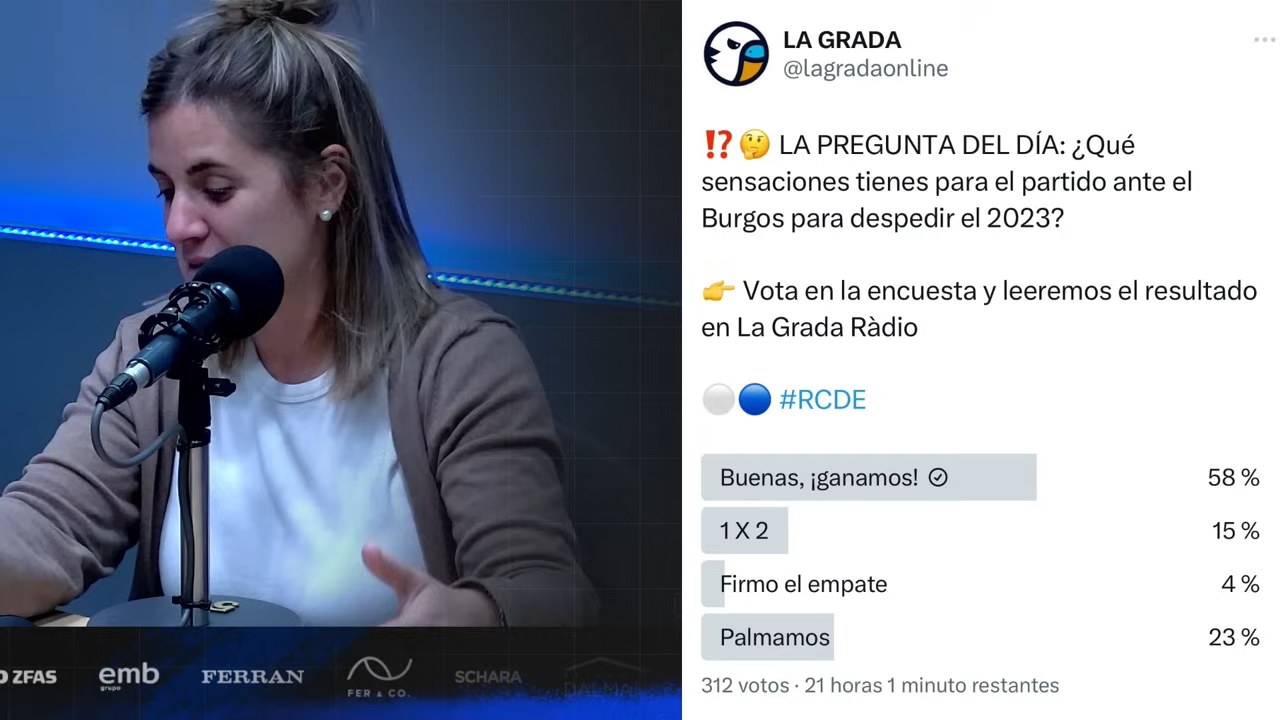 LA GRADA
@lagradaonline
⁉️🤔 LA PREGUNTA DEL DÍA: ¿Qué
sensaciones tienes para el partido ante el
Burgos para despedir el 2023?
👉 Vota en la encuesta y leeremos el resultado
en La Grada Ràdio
⚪🔵 #RCDE
Buenas, ¡ganamos! 58 %
1 X 2 15 %
Firmo el empate 4 %
Palmamos 23 %
312 votos · 21 horas 1 minuto restantes
ZFAS
emb
grupo
FERRAN
FER & CO.
SCHARA